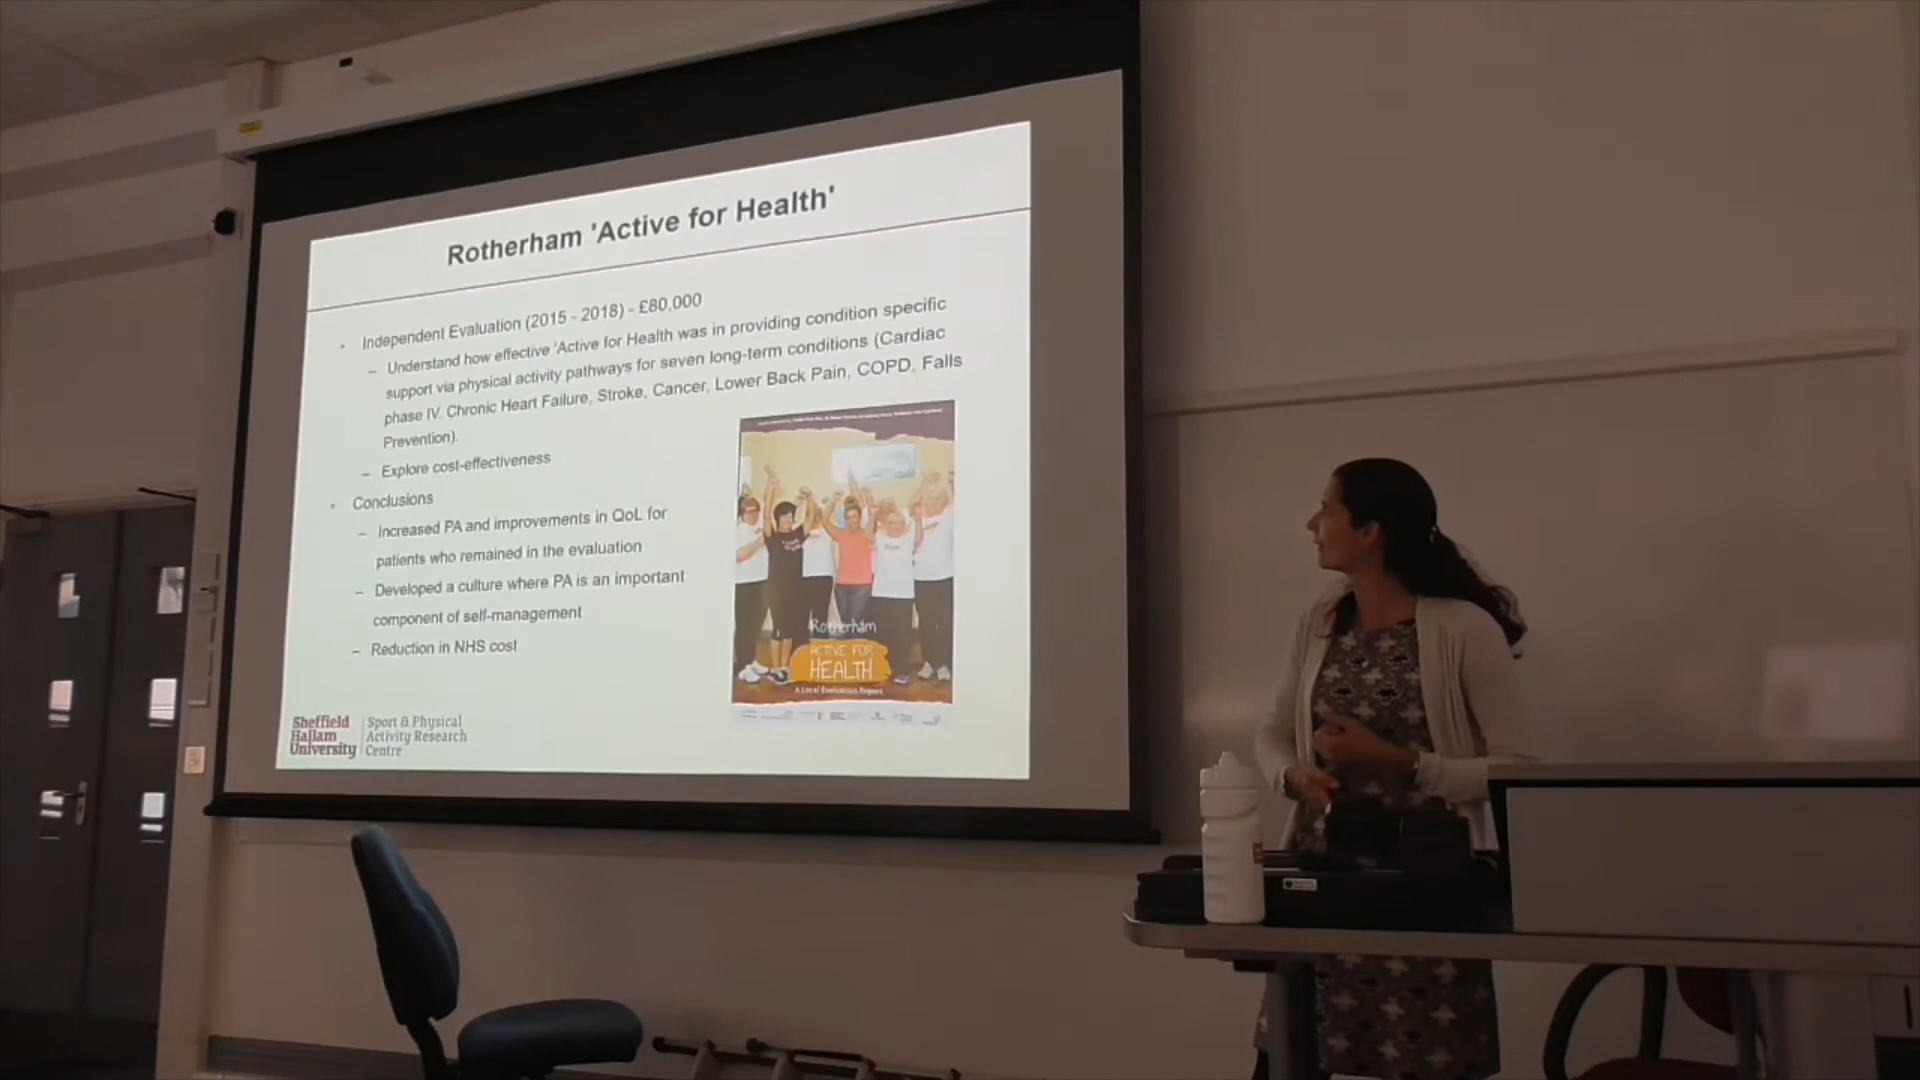 Rotherham 'Active for Health'
• Independent Evaluation (2015 - 2018) - £80,000
– Understand how effective 'Active for Health was in providing condition specific
support via physical activity pathways for seven long-term conditions (Cardiac
phase IV, Chronic Heart Failure, Stroke, Cancer, Lower Back Pain, COPD, Falls
Prevention).
– Explore cost-effectiveness
• Conclusions
– Increased PA and improvements in QoL for
patients who remained in the evaluation
– Developed a culture where PA is an important
component of self-management
– Reduction in NHS cost
Rotherham
ACTIVE FOR
HEALTH
A Local Evaluation Report
Sheffield
Hallam
University
Sport & Physical
Activity Research
Centre